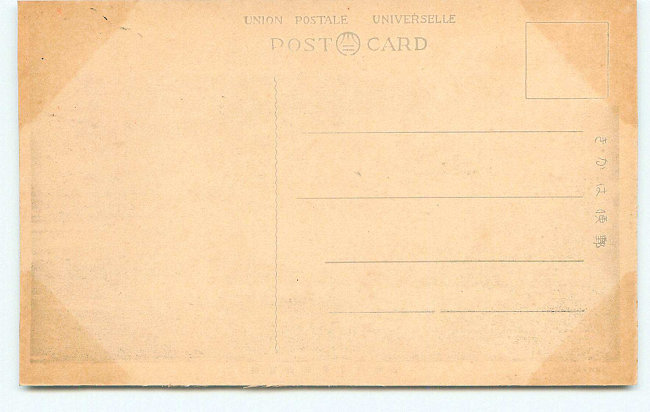 UNION POSTALE UNIVERSELLE
POST CARD
きかは便郵